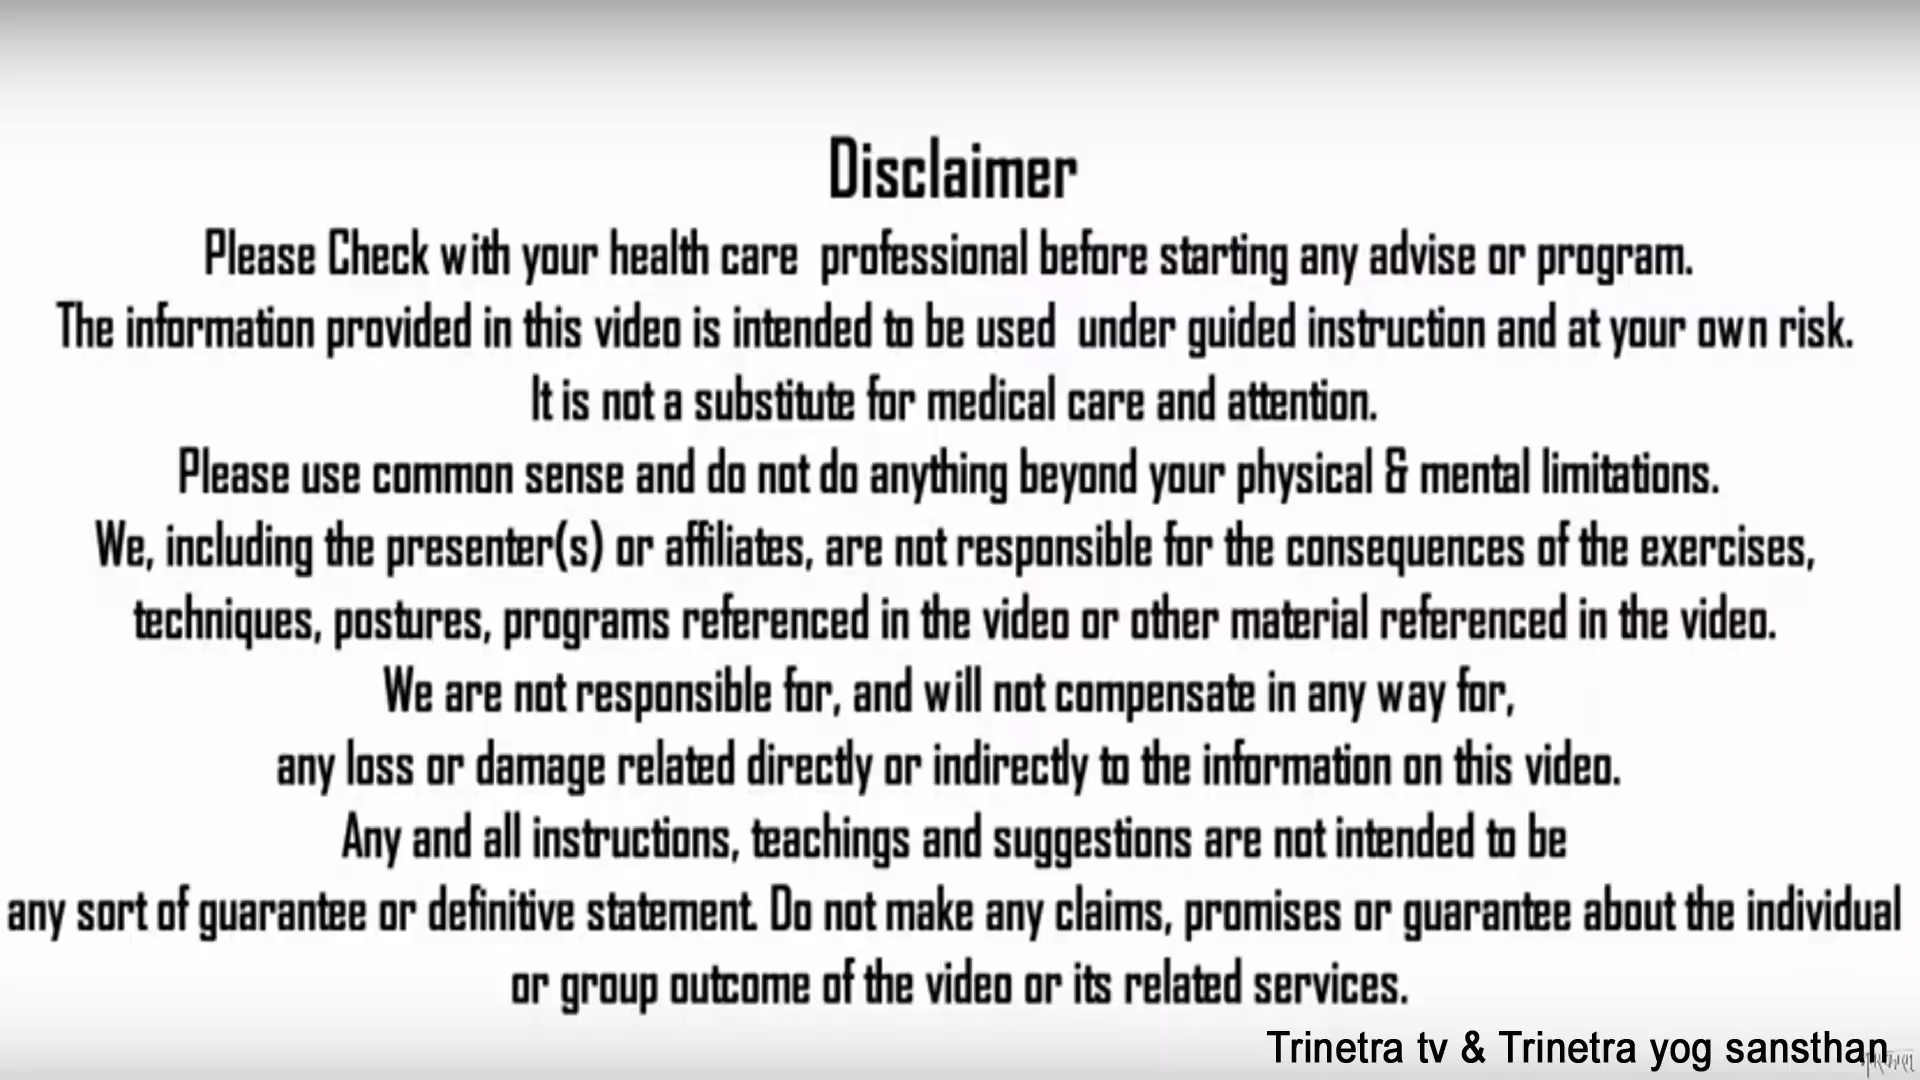 Disclaimer
Please Check with your health care professional before starting any advise or program.
The information provided in this video is intended to be used under guided instruction and at your own risk.
It is not a substitute for medical care and attention.
Please use common sense and do not do anything beyond your physical & mental limitations.
We, including the presenter(s) or affiliates, are not responsible for the consequences of the exercises,
techniques, postures, programs referenced in the video or other material referenced in the video.
We are not responsible for, and will not compensate in any way for,
any loss or damage related directly or indirectly to the information on this video.
Any and all instructions, teachings and suggestions are not intended to be
any sort of guarantee or definitive statement. Do not make any claims, promises or guarantee about the individual
or group outcome of the video or its related services.
Trinetra tv & Trinetra yog sansthan